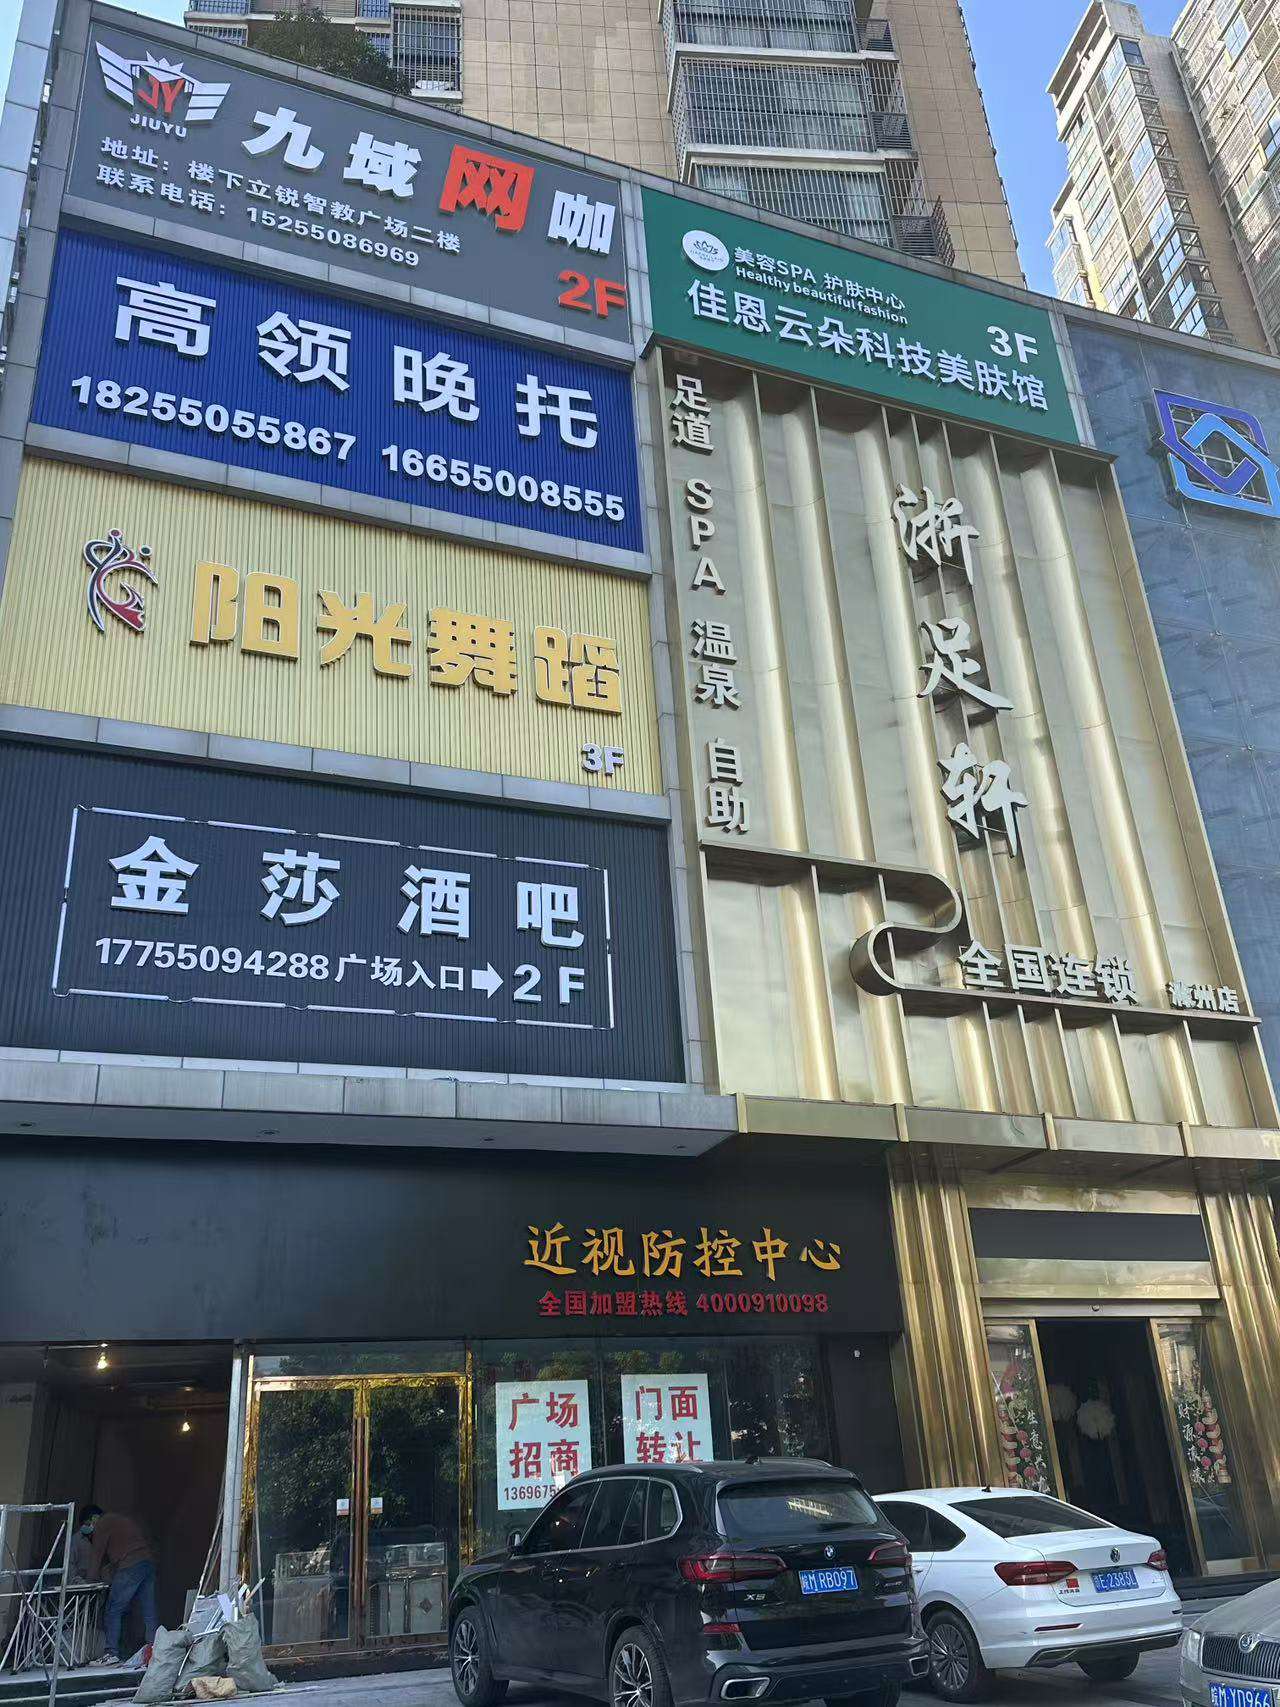 JY
JIUYU
九域网咖
地址：楼下立锐智教广场二楼
联系电话：15255086969
2F
高领晚托
18255055867 16655008555
阳光舞蹈
3F
金莎酒吧
17755094288广场入口➡2F
美容SPA 护肤中心
Healthy beautiful fashion
佳恩云朵科技美肤馆
3F
足道 SPA 温泉 自助
浙足轩
全国连锁 滁州店
近视防控中心
全国加盟热线 4000910098
广场
招商
门面
转让
X5
皖M RB097
E·2383L
皖M YD966